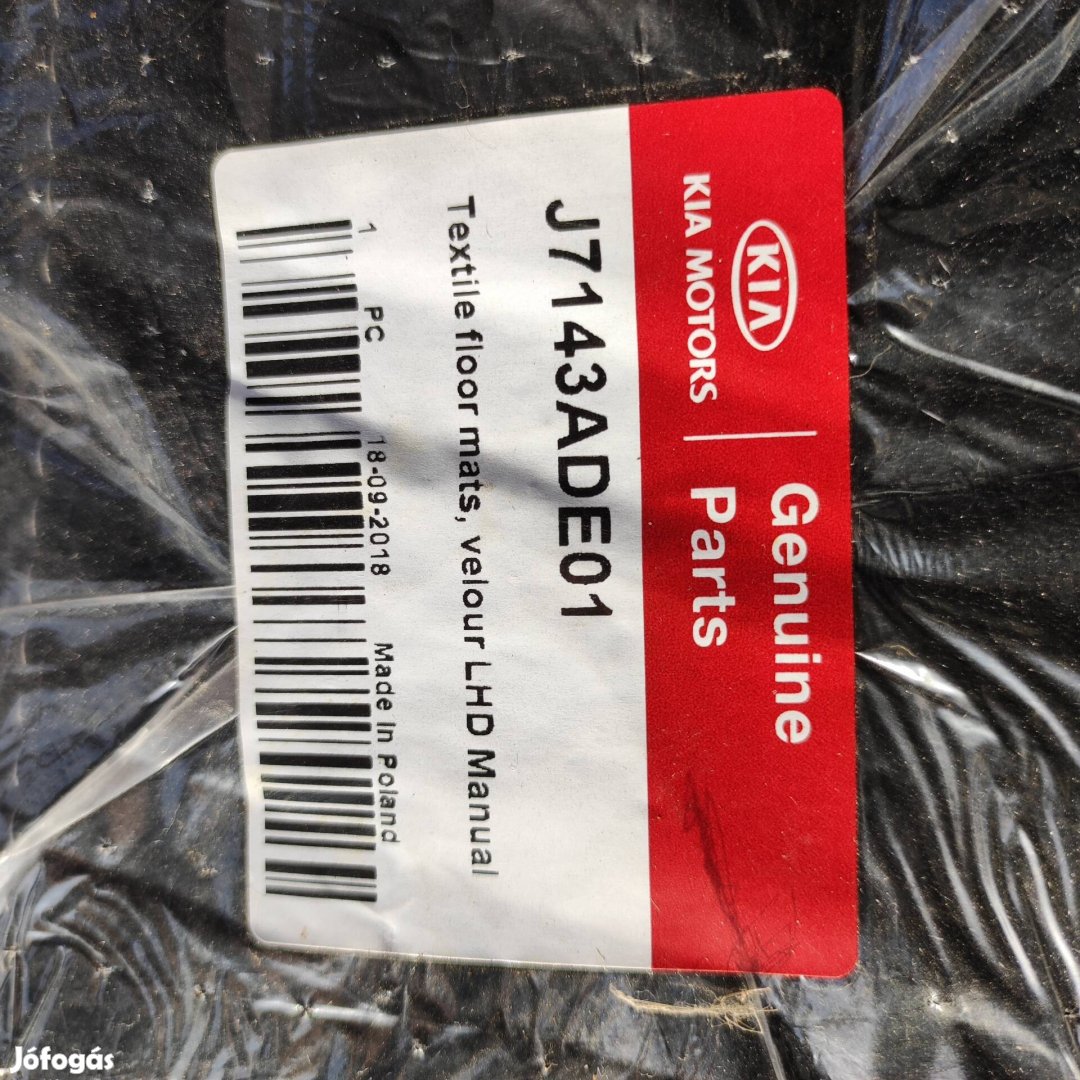 KIA
KIA MOTORS
Genuine
Parts
J7143ADE01
Textile floor mats, velour LHD Manual
1 PC 18-09-2018 Made In Poland
Jófogás